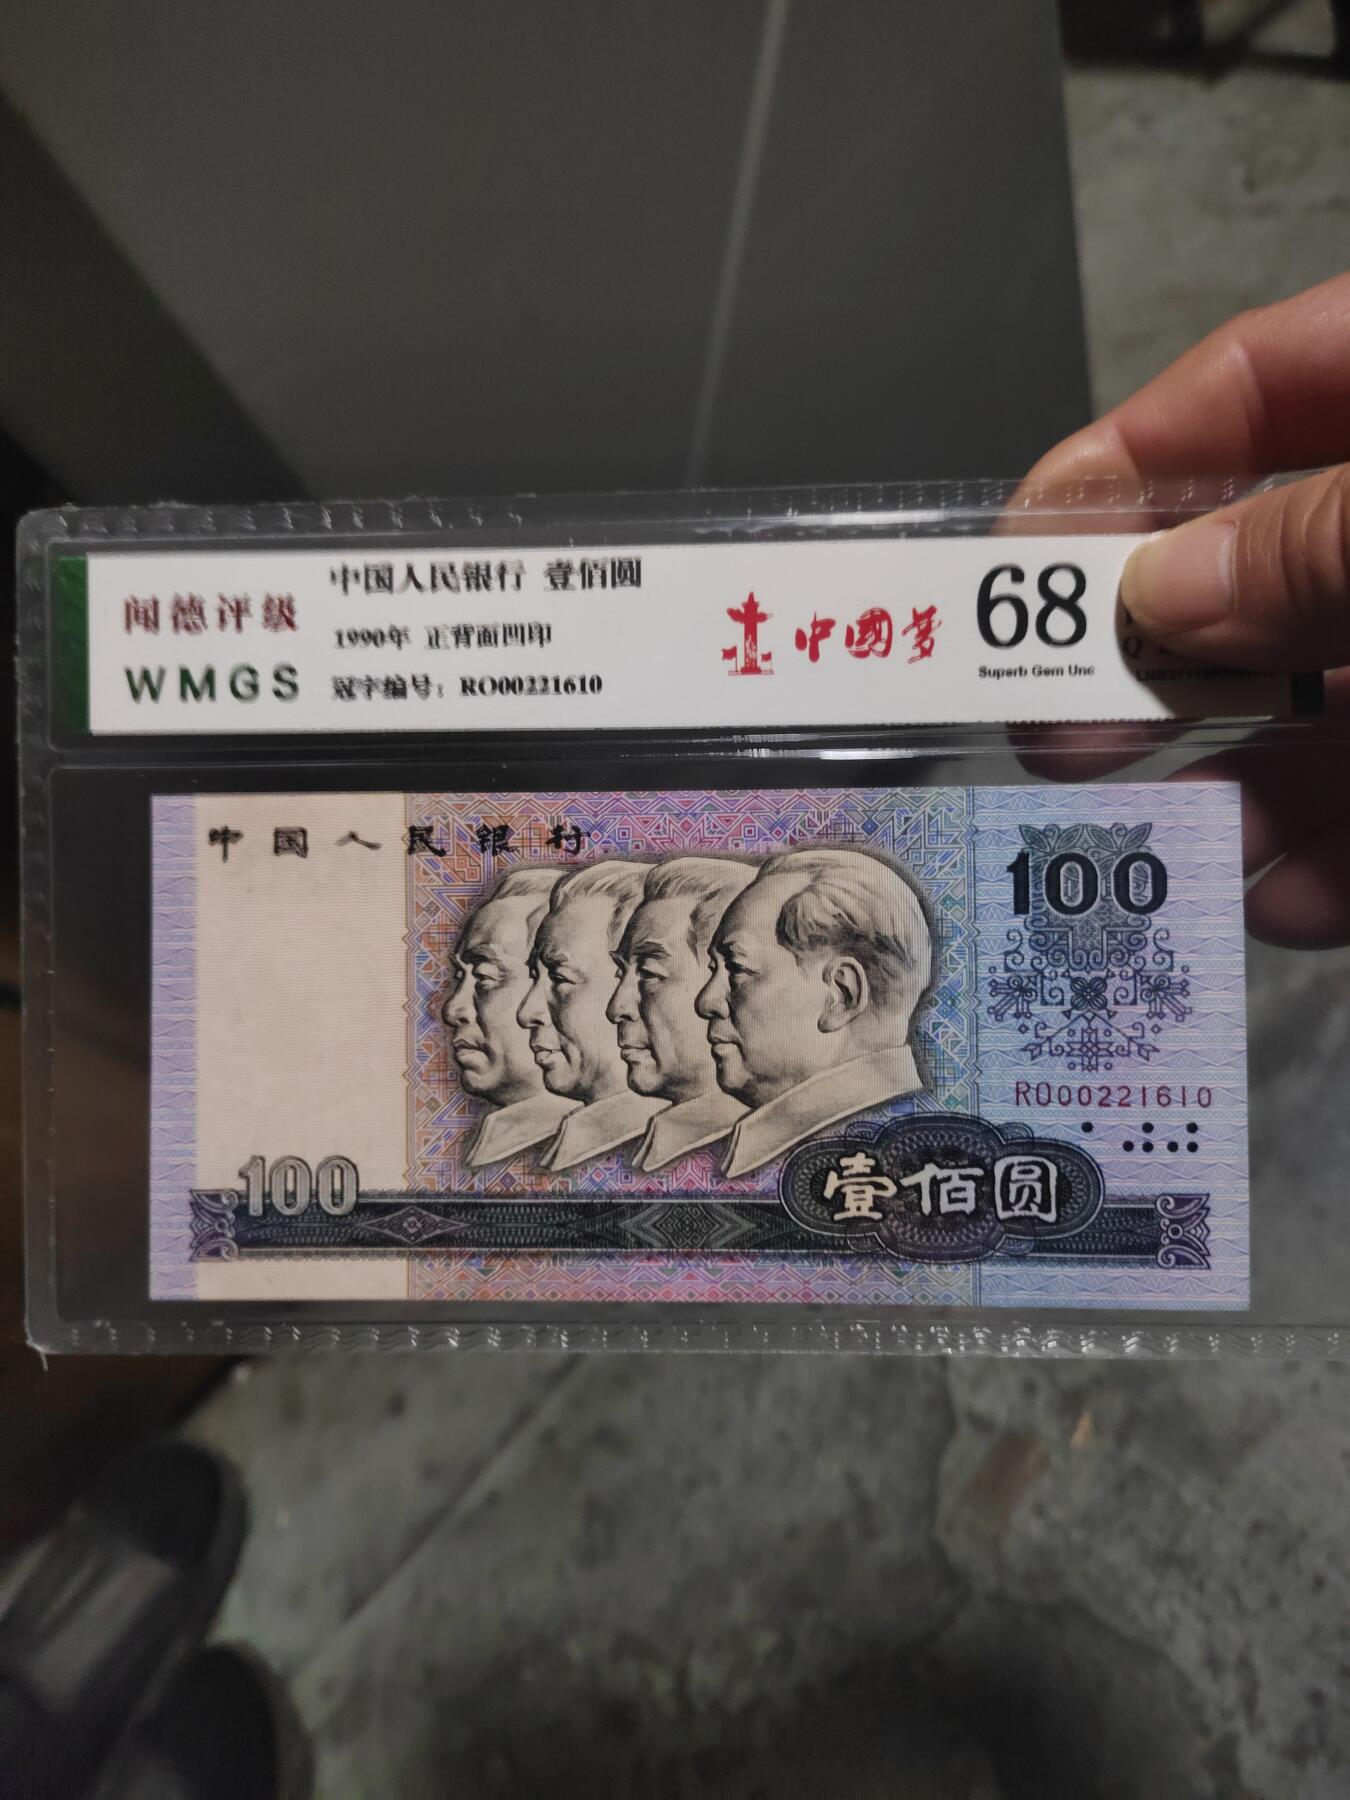 中国人民银行 壹佰圆
闻德评级
1990年 正背面凹印
WMGS
冠字编号：RO00221610
中国梦
68
Superb Gem Unc
Q
中国人民银行
100
RO00221610
壹佰圆
100